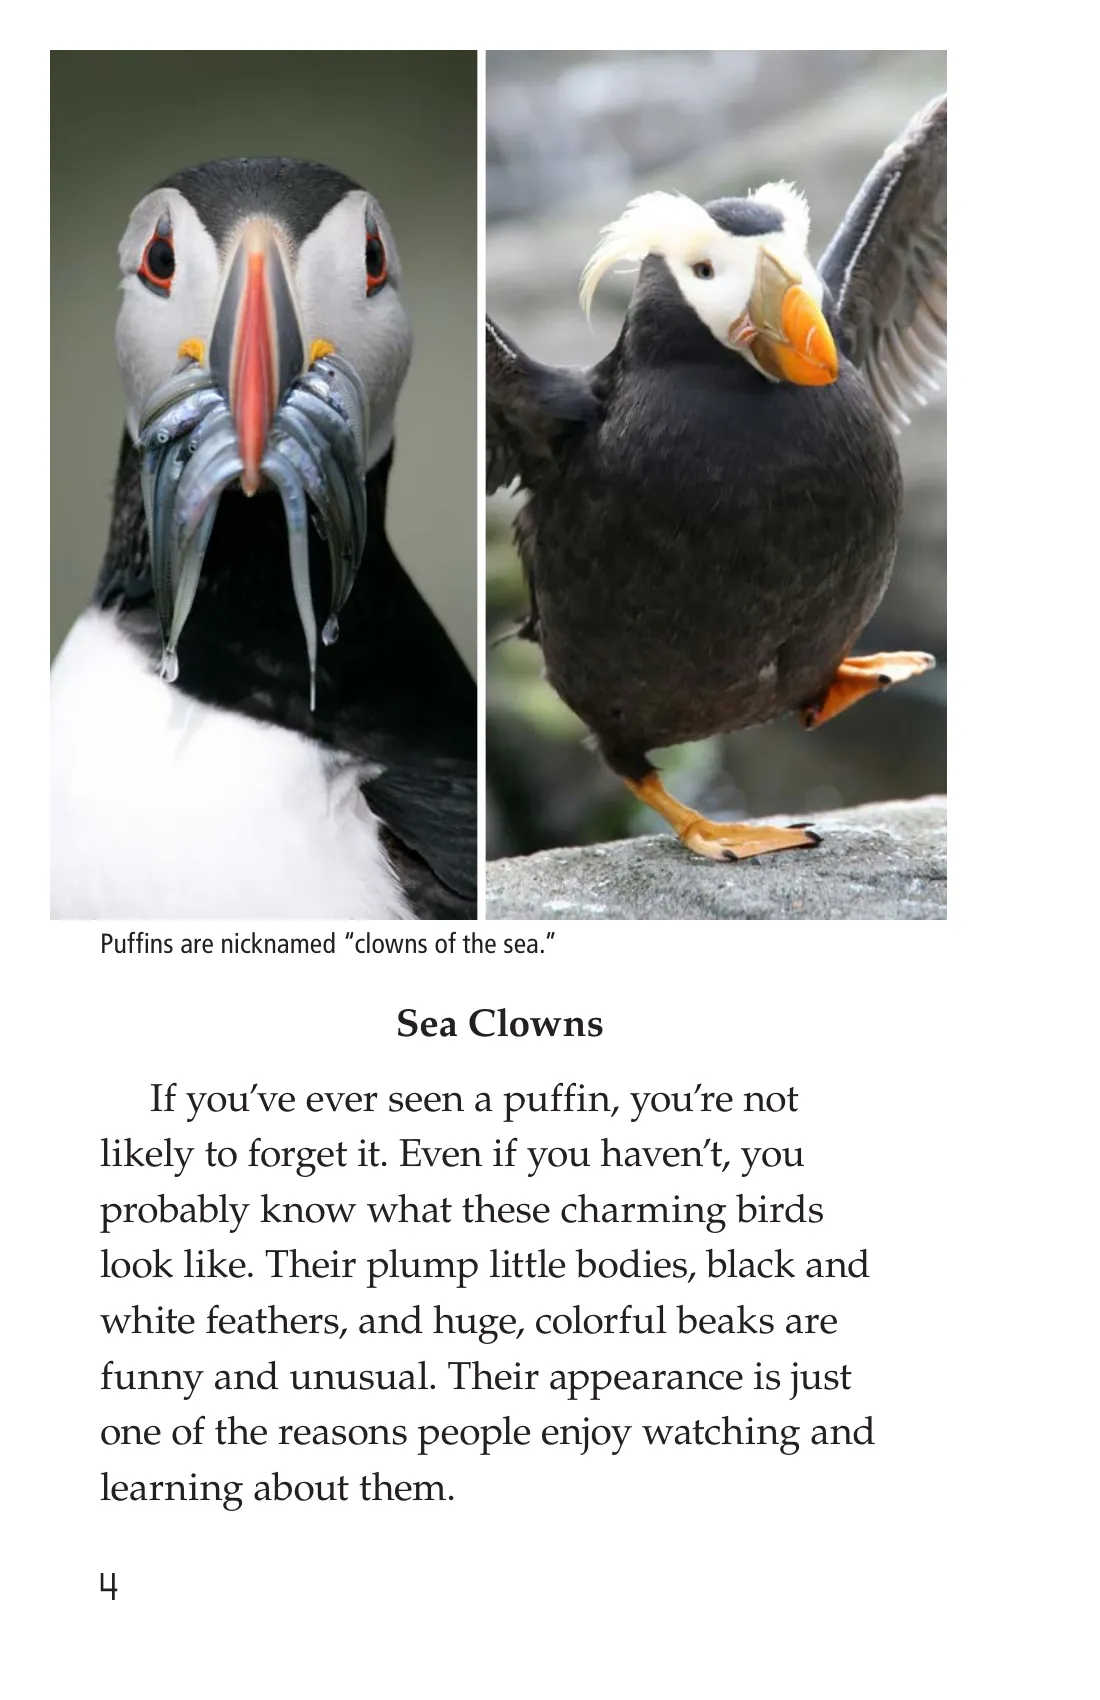 Puffins are nicknamed “clowns of the sea.”
Sea Clowns
If you’ve ever seen a puffin, you’re not
likely to forget it. Even if you haven’t, you
probably know what these charming birds
look like. Their plump little bodies, black and
white feathers, and huge, colorful beaks are
funny and unusual. Their appearance is just
one of the reasons people enjoy watching and
learning about them.
4